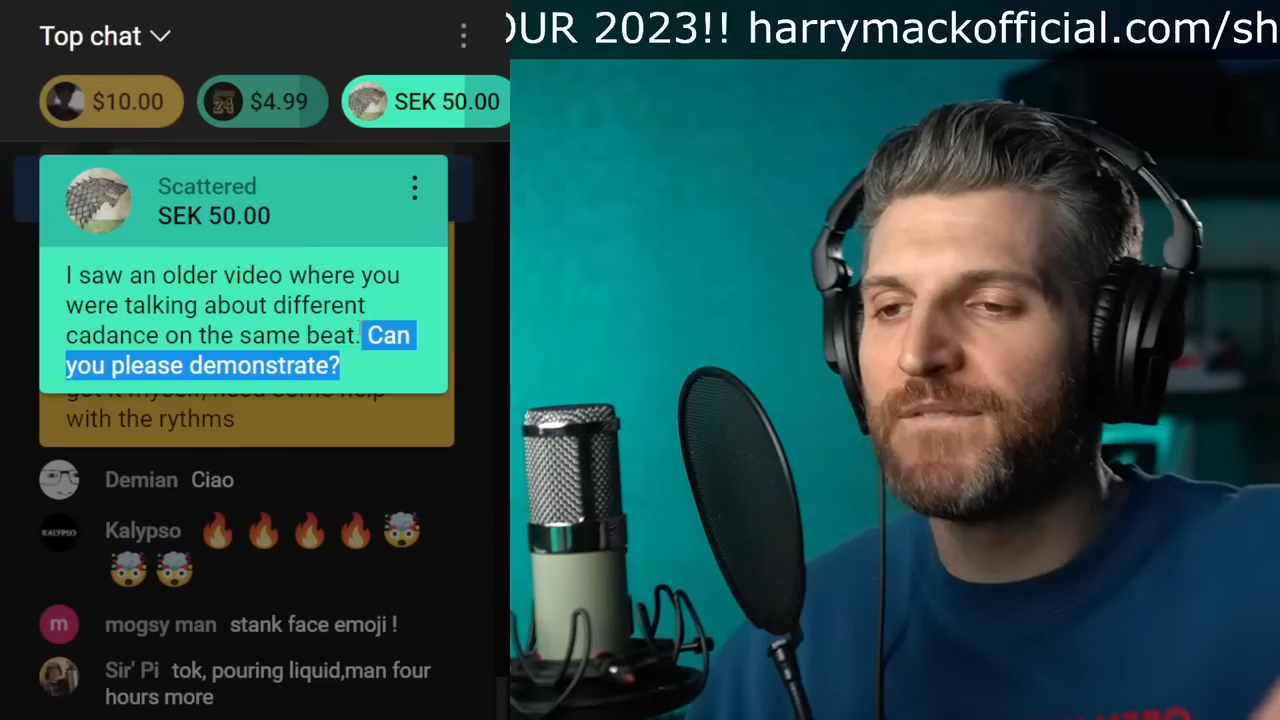 Top chat
OUR 2023!! harrymackofficial.com/sh
$10.00
$4.99
SEK 50.00
Scattered
SEK 50.00
I saw an older video where you
were talking about different
cadance on the same beat. Can
you please demonstrate?
with the rythms
Demian Ciao
KALYPSO
Kalypso 🔥🔥🔥🔥🤯
🤯🤯
m
mogsy man stank face emoji !
Sir' Pi tok, pouring liquid,man four
hours more